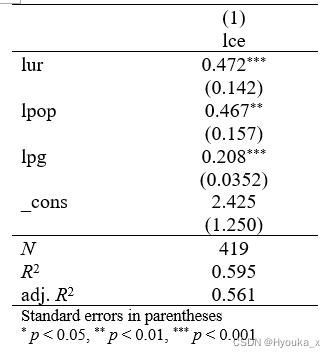 (1)
lce
lur 0.472***
(0.142)
lpop 0.467**
(0.157)
lpg 0.208***
(0.0352)
_cons 2.425
(1.250)
N 419
R² 0.595
adj. R² 0.561
Standard errors in parentheses
* p < 0.05, ** p < 0.01, *** p < 0.001
CSDN @Hyouka_x